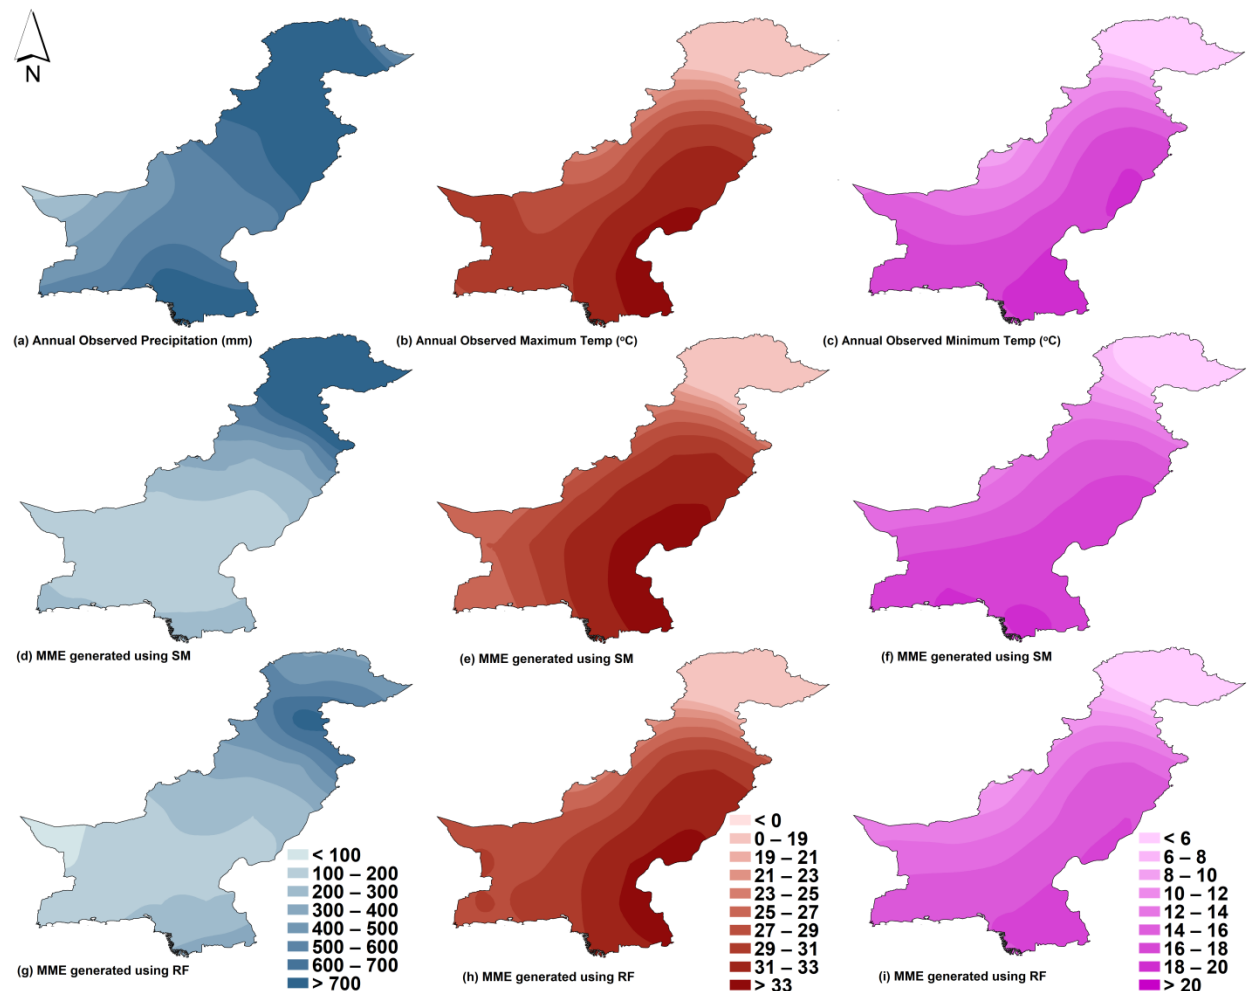 N
(a) Annual Observed Precipitation (mm)
(b) Annual Observed Maximum Temp (°C)
(c) Annual Observed Minimum Temp (°C)
(d) MME generated using SM
(e) MME generated using SM
(f) MME generated using SM
(g) MME generated using RF
< 100
100 – 200
200 – 300
300 – 400
400 – 500
500 – 600
600 – 700
> 700
(h) MME generated using RF
< 0
0 – 19
19 – 21
21 – 23
23 – 25
25 – 27
27 – 29
29 – 31
31 – 33
> 33
(i) MME generated using RF
< 6
6 – 8
8 – 10
10 – 12
12 – 14
14 – 16
16 – 18
18 – 20
> 20